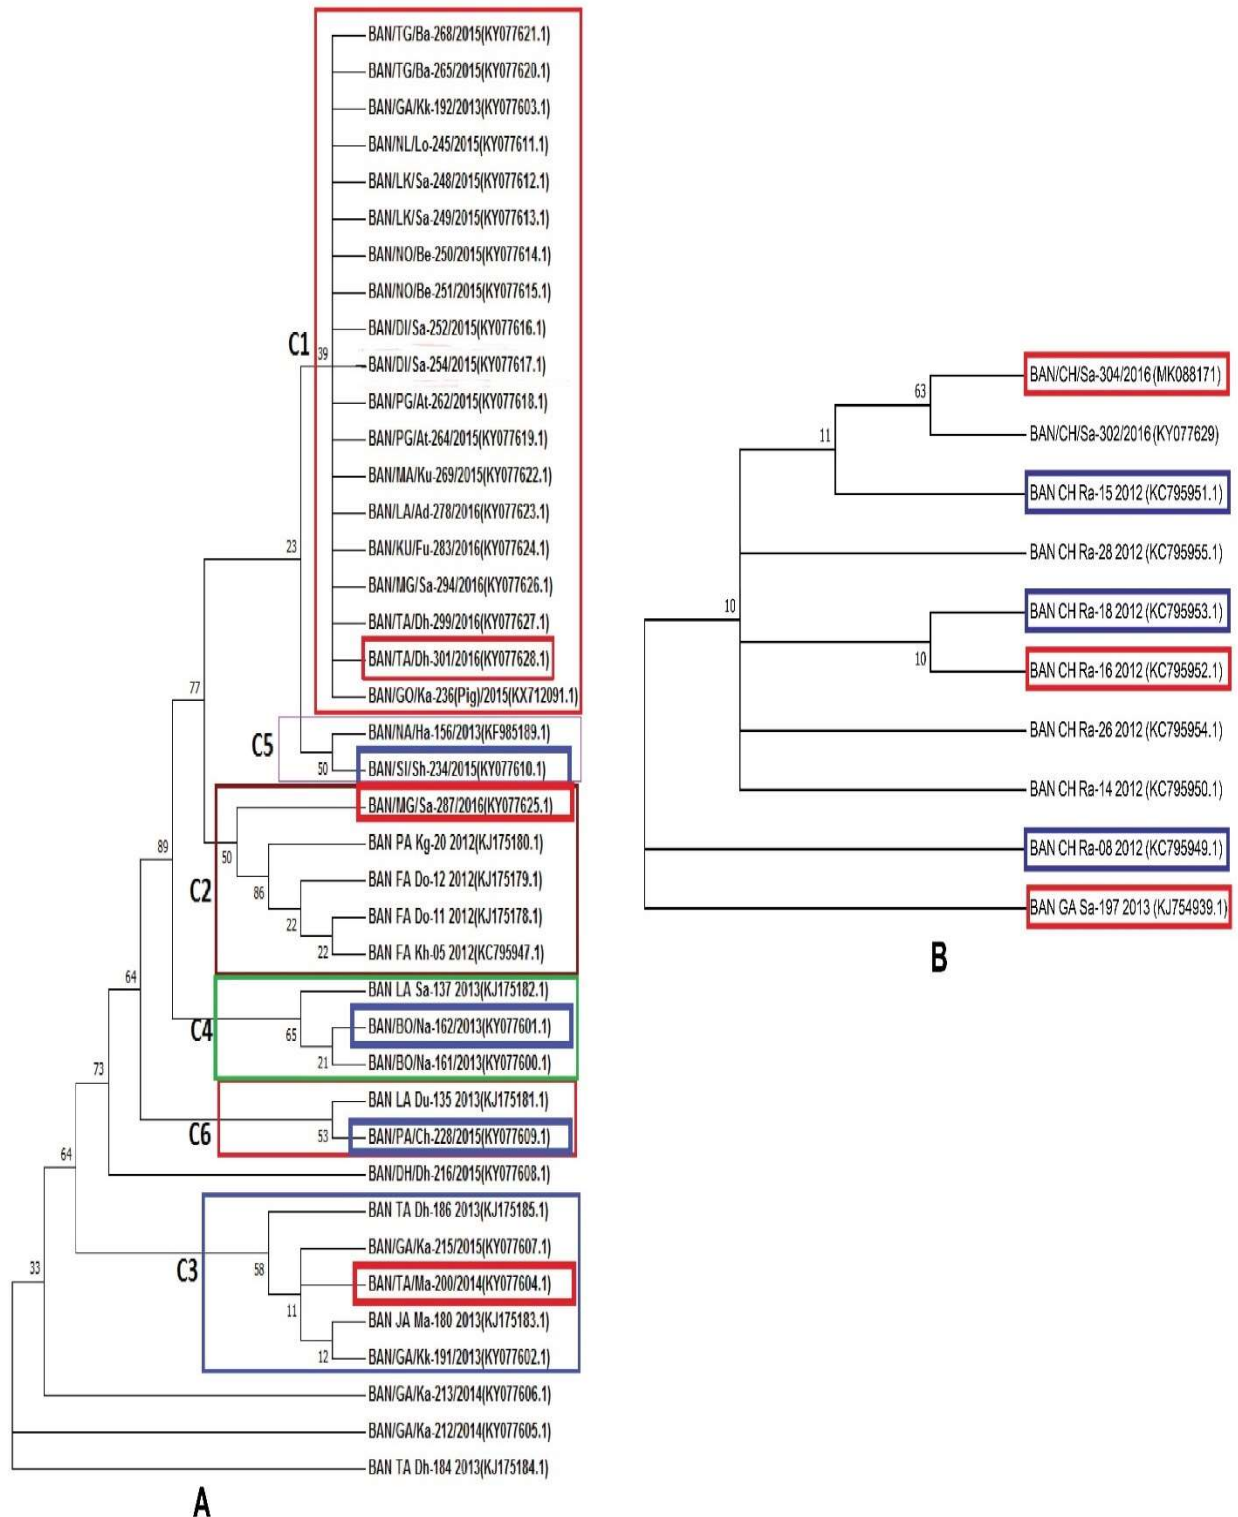 BAN/TG/Ba-268/2015(KY077621.1)
BAN/TG/Ba-265/2015(KY077620.1)
BAN/GA/Kk-192/2013(KY077603.1)
BAN/NL/Lo-245/2015(KY077611.1)
BAN/LK/Sa-248/2015(KY077612.1)
BAN/LK/Sa-249/2015(KY077613.1)
BAN/NO/Be-250/2015(KY077614.1)
BAN/NO/Be-251/2015(KY077615.1)
BAN/DI/Sa-252/2015(KY077616.1)
C1
39
BAN/DI/Sa-254/2015(KY077617.1)
BAN/PG/At-262/2015(KY077618.1)
BAN/PG/At-264/2015(KY077619.1)
BAN/MA/Ku-269/2015(KY077622.1)
BAN/LA/Ad-278/2016(KY077623.1)
23
BAN/KU/Fu-283/2016(KY077624.1)
BAN/MG/Sa-294/2016(KY077626.1)
BAN/TA/Dh-299/2016(KY077627.1)
BAN/TA/Dh-301/2016(KY077628.1)
77
BAN/GO/Ka-236(Pig)/2015(KX712091.1)
BAN/NA/Ha-156/2013(KF985189.1)
C5
50
BAN/SI/Sh-234/2015(KY077610.1)
BAN/MG/Sa-287/2016(KY077625.1)
89
50
BAN PA Kg-20 2012(KJ175180.1)
C2
86
BAN FA Do-12 2012(KJ175179.1)
22
BAN FA Do-11 2012(KJ175178.1)
22
BAN FA Kh-05 2012(KC795947.1)
64
BAN LA Sa-137 2013(KJ175182.1)
C4
65
BAN/BO/Na-162/2013(KY077601.1)
21
BAN/BO/Na-161/2013(KY077600.1)
73
BAN LA Du-135 2013(KJ175181.1)
C6
53
BAN/PA/Ch-228/2015(KY077609.1)
64
BAN/DH/Dh-216/2015(KY077608.1)
BAN TA Dh-186 2013(KJ175185.1)
BAN/GA/Ka-215/2015(KY077607.1)
33
C3
58
BAN/TA/Ma-200/2014(KY077604.1)
11
BAN JA Ma-180 2013(KJ175183.1)
12
BAN/GA/Kk-191/2013(KY077602.1)
BAN/GA/Ka-213/2014(KY077606.1)
BAN/GA/Ka-212/2014(KY077605.1)
BAN TA Dh-184 2013(KJ175184.1)
A
BAN/CH/Sa-304/2016 (MK088171)
63
BAN/CH/Sa-302/2016 (KY077629)
11
BAN CH Ra-15 2012 (KC795951.1)
BAN CH Ra-28 2012 (KC795955.1)
10
BAN CH Ra-18 2012 (KC795953.1)
10
BAN CH Ra-16 2012 (KC795952.1)
BAN CH Ra-26 2012 (KC795954.1)
BAN CH Ra-14 2012 (KC795950.1)
BAN CH Ra-08 2012 (KC795949.1)
BAN GA Sa-197 2013 (KJ754939.1)
B